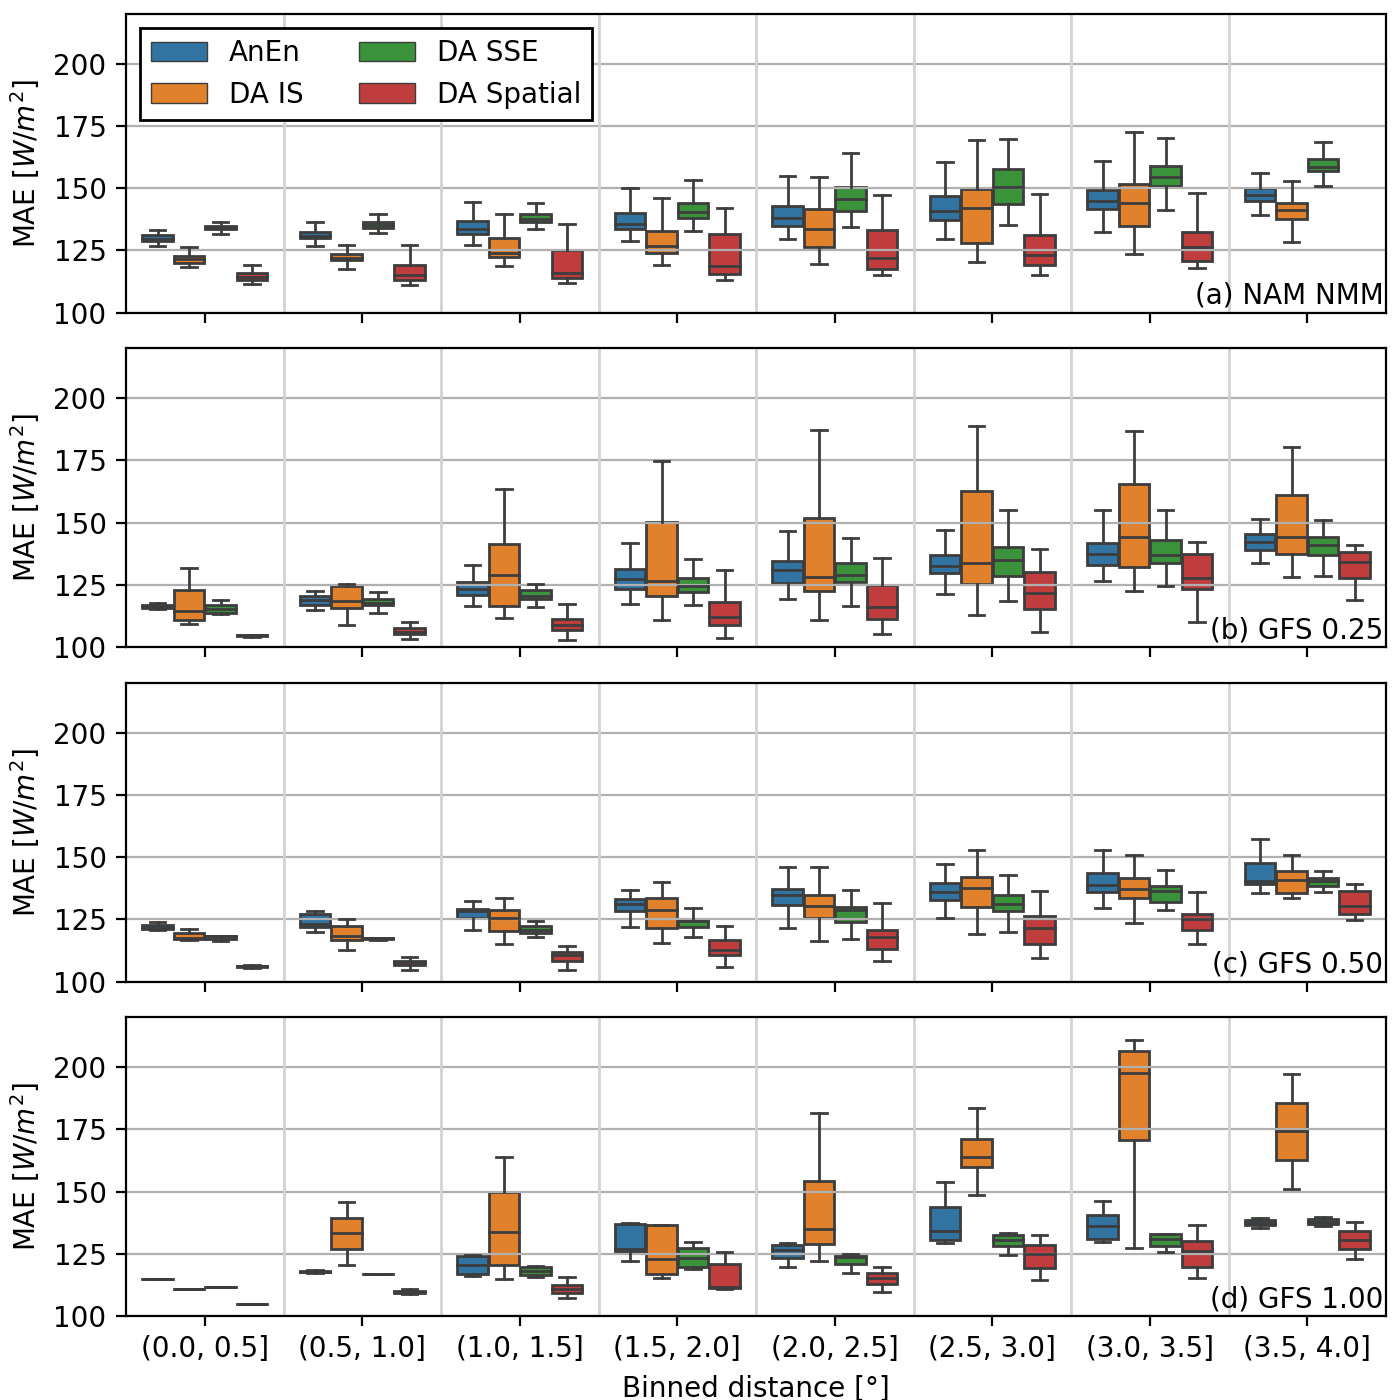 AnEn
DA IS
DA SSE
DA Spatial
MAE [W/m²]
200
175
150
125
100
(a) NAM NMM
MAE [W/m²]
200
175
150
125
100
(b) GFS 0.25
MAE [W/m²]
200
175
150
125
100
(c) GFS 0.50
MAE [W/m²]
200
175
150
125
100
(d) GFS 1.00
(0.0, 0.5] (0.5, 1.0] (1.0, 1.5] (1.5, 2.0] (2.0, 2.5] (2.5, 3.0] (3.0, 3.5] (3.5, 4.0]
Binned distance [°]